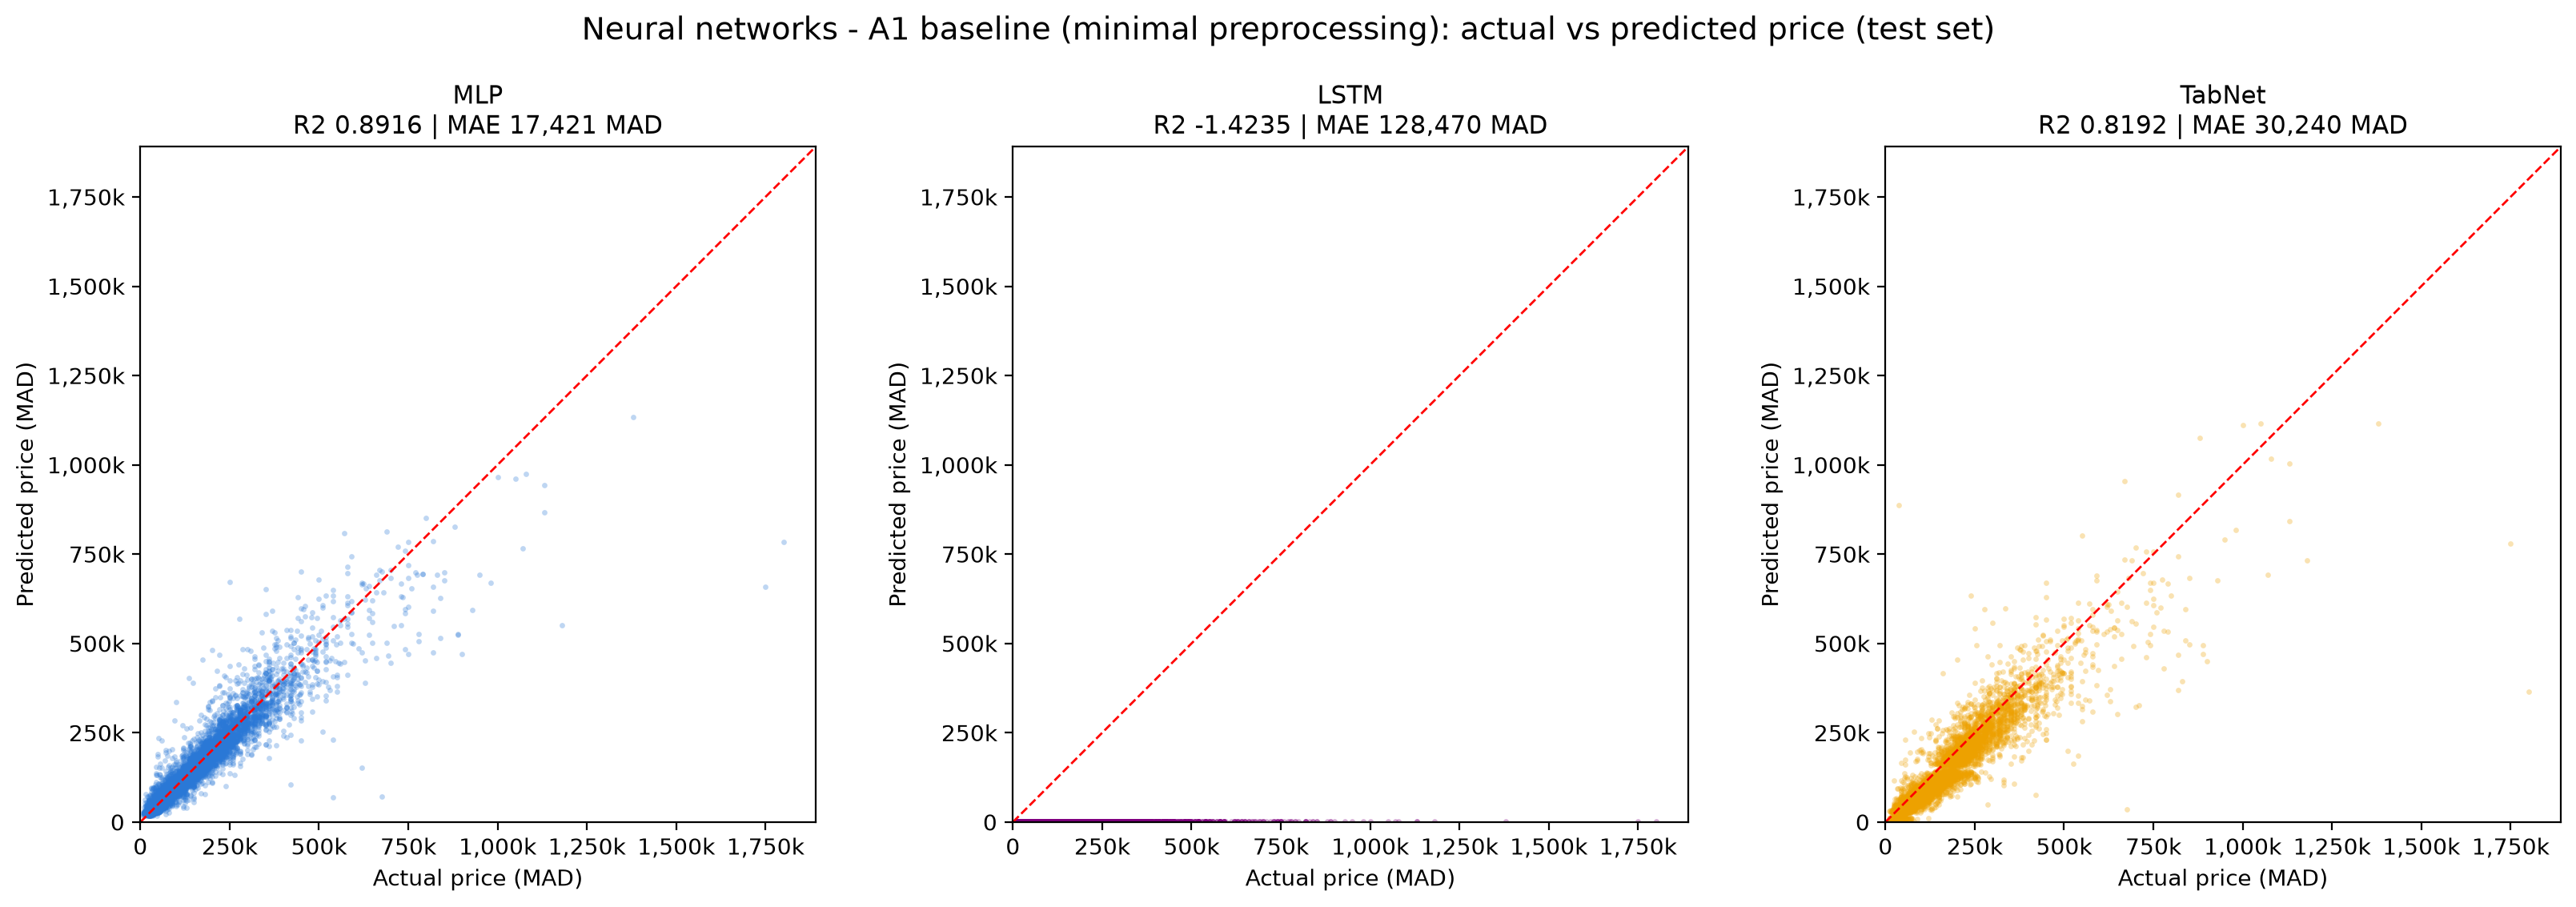 Neural networks - A1 baseline (minimal preprocessing): actual vs predicted price (test set)
MLP
R2 0.8916 | MAE 17,421 MAD
1,750k
1,500k
1,250k
1,000k
750k
500k
250k
0
Predicted price (MAD)
0 250k 500k 750k 1,000k 1,250k 1,500k 1,750k
Actual price (MAD)
LSTM
R2 -1.4235 | MAE 128,470 MAD
1,750k
1,500k
1,250k
1,000k
750k
500k
250k
0
Predicted price (MAD)
0 250k 500k 750k 1,000k 1,250k 1,500k 1,750k
Actual price (MAD)
TabNet
R2 0.8192 | MAE 30,240 MAD
1,750k
1,500k
1,250k
1,000k
750k
500k
250k
0
Predicted price (MAD)
0 250k 500k 750k 1,000k 1,250k 1,500k 1,750k
Actual price (MAD)